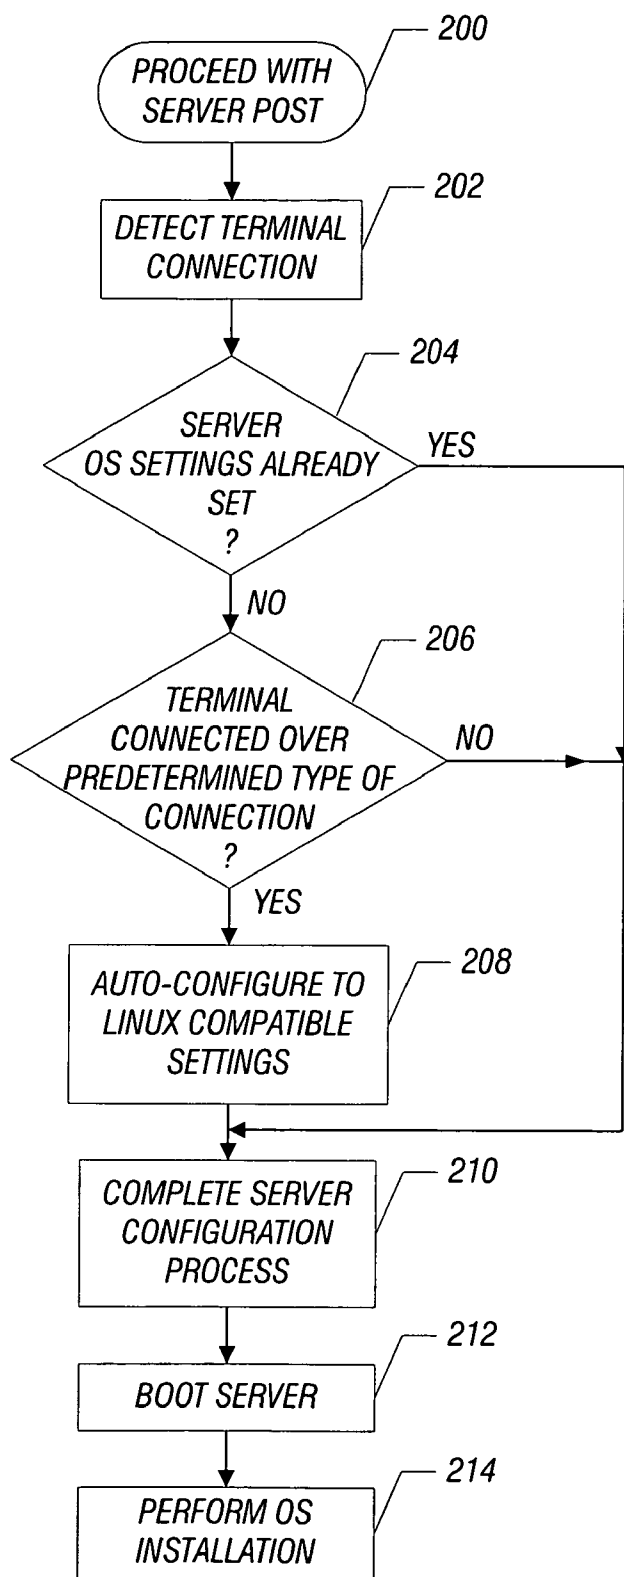 200
PROCEED WITH
SERVER POST
202
DETECT TERMINAL
CONNECTION
204
SERVER
OS SETTINGS ALREADY
SET
?
YES
NO
206
TERMINAL
CONNECTED OVER
PREDETERMINED TYPE OF
CONNECTION
?
NO
YES
208
AUTO-CONFIGURE TO
LINUX COMPATIBLE
SETTINGS
210
COMPLETE SERVER
CONFIGURATION
PROCESS
212
BOOT SERVER
214
PERFORM OS
INSTALLATION